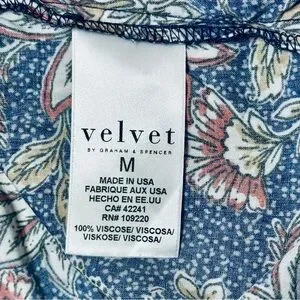 velvet
BY GRAHAM & SPENCER
M
MADE IN USA
FABRIQUE AUX USA
HECHO EN EE.UU
CA# 42241
RN# 109220
100% VISCOSE/ VISCOSA/
VISKOSE/ VISCOSA/